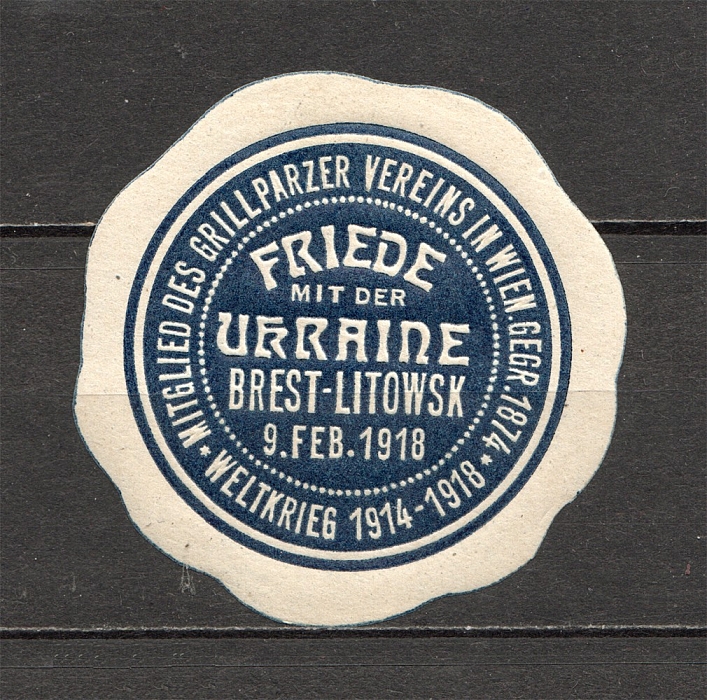 MITGLIED DES GRILLPARZER VEREINS IN WIEN.GEGR.1874
* WELTKRIEG 1914-1918 *
FRIEDE
MIT DER
UKRAINE
BREST-LITOWSK
9.FEB.1918